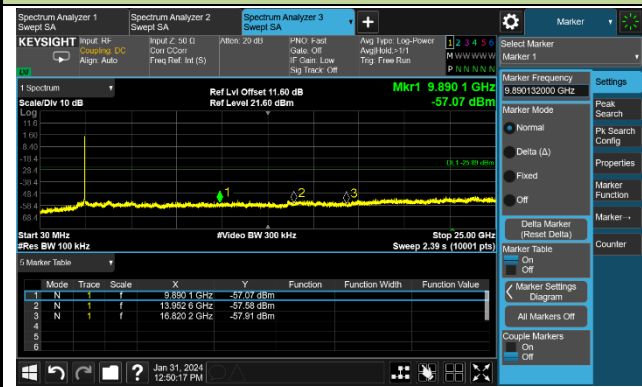 Spectrum Analyzer 1
Swept SA
Spectrum Analyzer 2
Swept SA
Spectrum Analyzer 3
Swept SA
Marker
KEYSIGHT
Input: RF
Coupling: DC
Align: Auto
Input Z: 50 Ω
Corr CCorr
Freq Ref: Int (S)
Atten: 20 dB
PNO: Fast
Gate: Off
IF Gain: Low
Sig Track: Off
Avg Type: Log-Power
Avg|Hold:>1/1
Trig: Free Run
1 2 3 4 5 6
M W W W W W
P N N N N N
Select Marker
Marker 1
1 Spectrum
Scale/Div 10 dB
Log
Ref Lvl Offset 11.60 dB
Ref Level 21.60 dBm
Mkr1 9.890 1 GHz
-57.07 dBm
11.6
1.60
-8.40
-18.4
-28.4
-38.4
-48.4
-58.4
-68.4
DL1 -25.89 dBm
1
2
3
Start 30 MHz
#Res BW 100 kHz
#Video BW 300 kHz
Stop 25.00 GHz
Sweep 2.39 s (10001 pts)
5 Marker Table
Mode Trace Scale X Y Function Function Width Function Value
1 N 1 f 9.890 1 GHz -57.07 dBm
2 N 1 f 13.952 6 GHz -57.58 dBm
3 N 1 f 16.820 2 GHz -57.91 dBm
4
5
6
Marker Frequency
9.890132000 GHz
Marker Mode
Normal
Delta (Δ)
Fixed
Off
Delta Marker
(Reset Delta)
Marker Table
On
Off
Marker Settings
Diagram
All Markers Off
Couple Markers
On
Off
Settings
Peak
Search
Pk Search
Config
Properties
Marker
Function
Marker→
Counter
?
Jan 31, 2024
12:50:17 PM